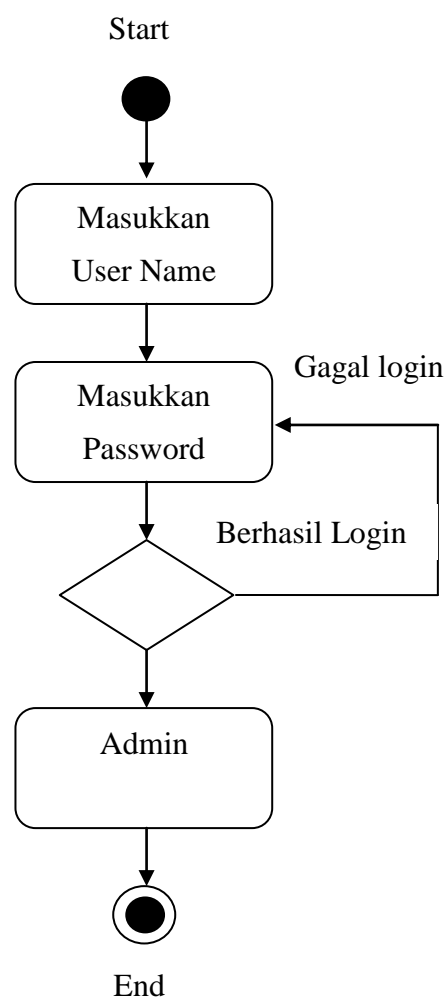 Start
Masukkan
User Name
Gagal login
Masukkan
Password
Berhasil Login
Admin
End